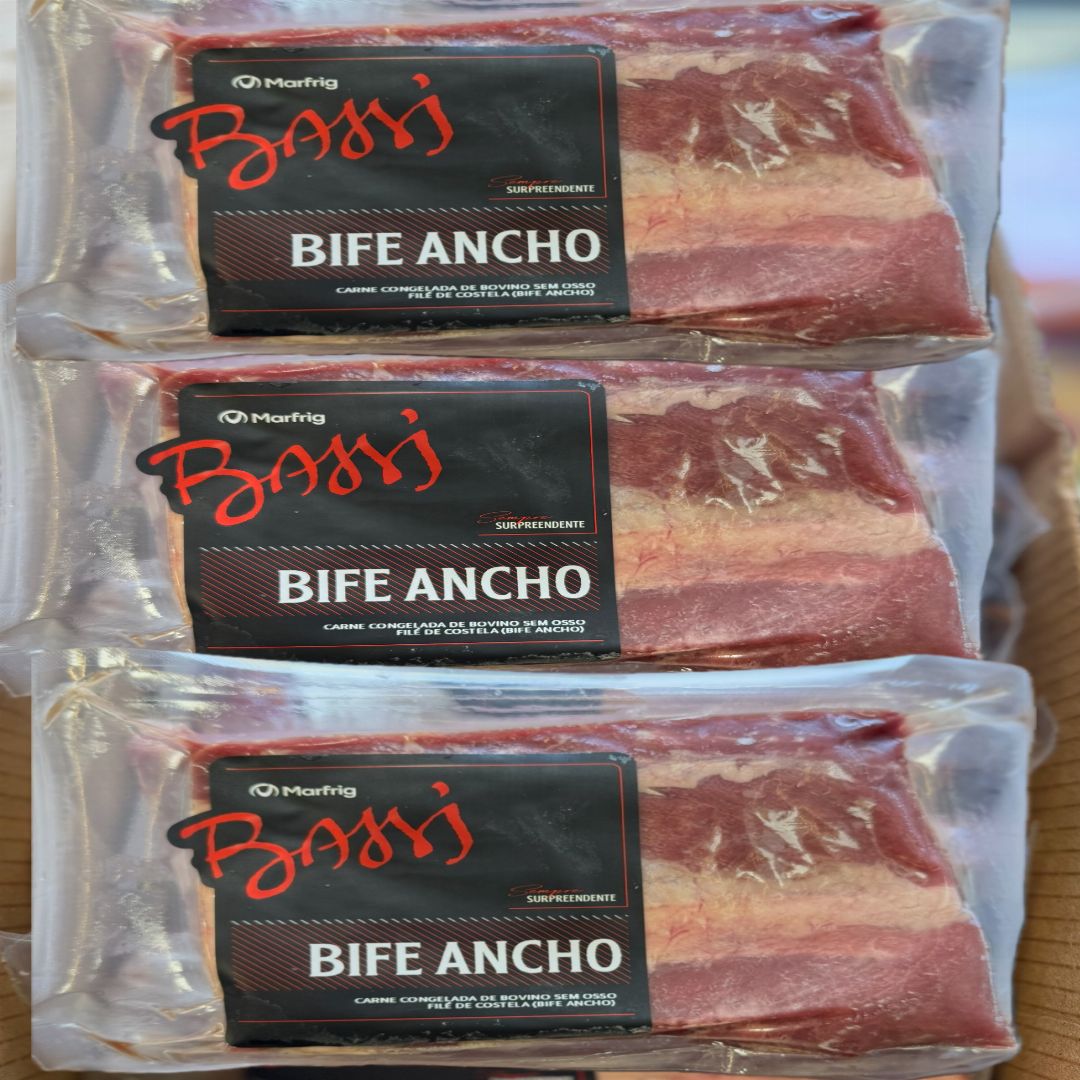 Marfrig
Bassi
Sempre
SURPREENDENTE
BIFE ANCHO
CARNE CONGELADA DE BOVINO SEM OSSO
FILÉ DE COSTELA (BIFE ANCHO)
Marfrig
Bassi
Sempre
SURPREENDENTE
BIFE ANCHO
CARNE CONGELADA DE BOVINO SEM OSSO
FILÉ DE COSTELA (BIFE ANCHO)
Marfrig
Bassi
Sempre
SURPREENDENTE
BIFE ANCHO
CARNE CONGELADA DE BOVINO SEM OSSO
FILÉ DE COSTELA (BIFE ANCHO)